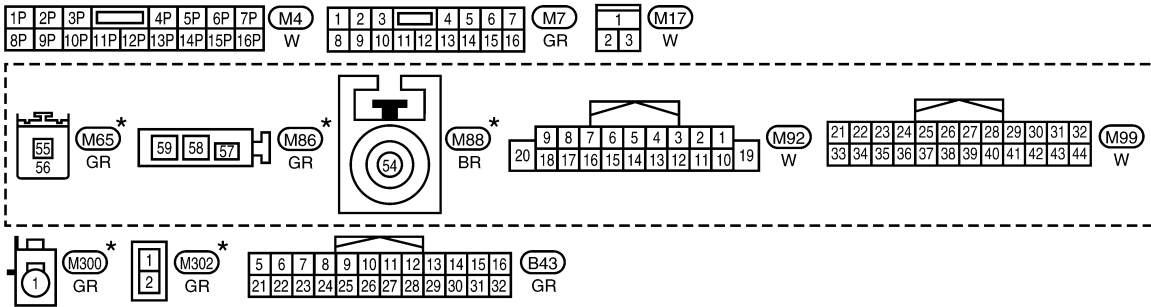 1P 2P 3P 4P 5P 6P 7P M4 1 2 3 4 5 6 7 M7 1 M17
8P 9P 10P 11P 12P 13P 14P 15P 16P W 8 9 10 11 12 13 14 15 16 GR 2 3 W
55 56 M65 * GR
59 58 57 M86 * GR
54 M88 * BR
9 8 7 6 5 4 3 2 1 M92
20 18 17 16 15 14 13 12 11 10 19 W
21 22 23 24 25 26 27 28 29 30 31 32 M99
33 34 35 36 37 38 39 40 41 42 43 44 W
1 M300 * GR
1 2 M302 * GR
5 6 7 8 9 10 11 12 13 14 15 16 B43
21 22 23 24 25 26 27 28 29 30 31 32 GR